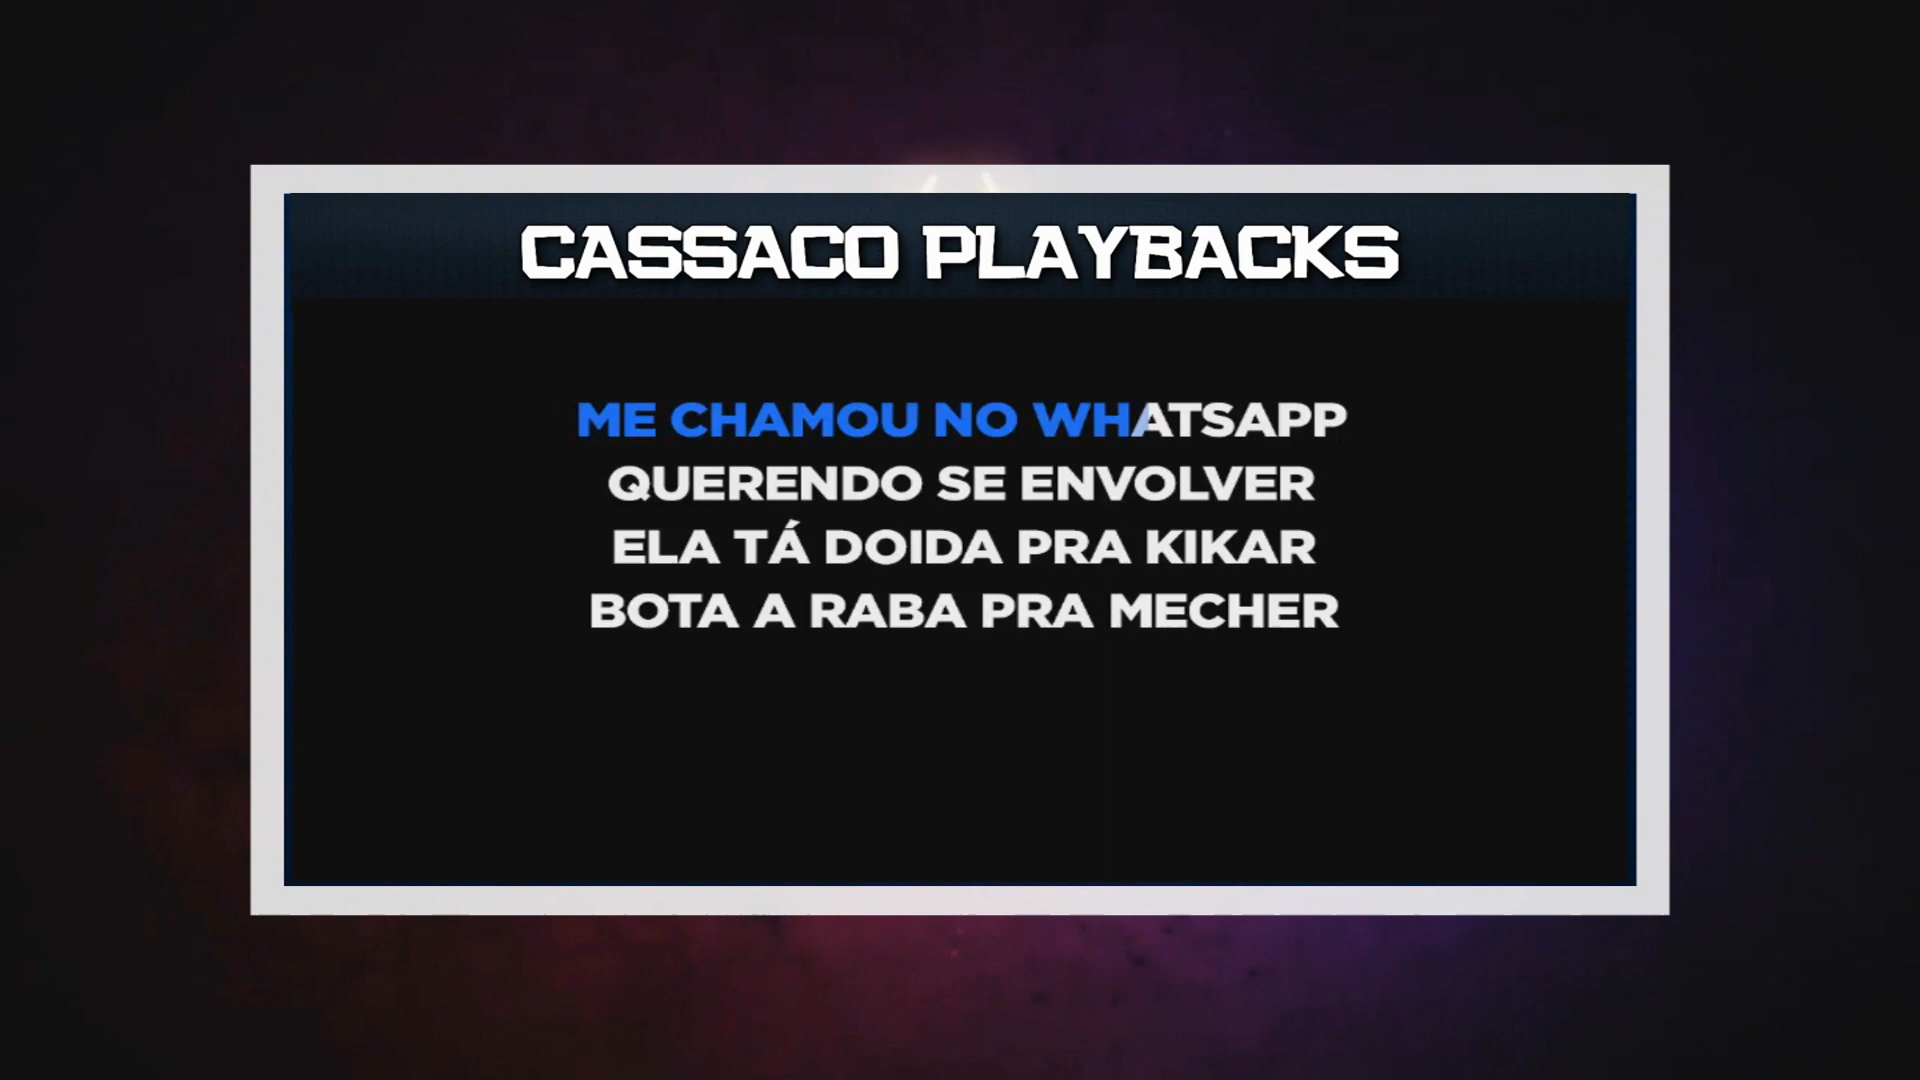 CASSACO PLAYBACKS
ME CHAMOU NO WHATSAPP
QUERENDO SE ENVOLVER
ELA TÁ DOIDA PRA KIKAR
BOTA A RABA PRA MECHER